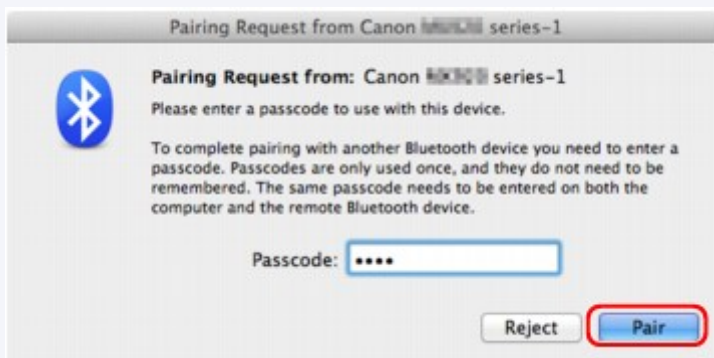 Pairing Request from Canon series-1
Pairing Request from: Canon series-1
Please enter a passcode to use with this device.
To complete pairing with another Bluetooth device you need to enter a
passcode. Passcodes are only used once, and they do not need to be
remembered. The same passcode needs to be entered on both the
computer and the remote Bluetooth device.
Passcode: ••••
Reject Pair